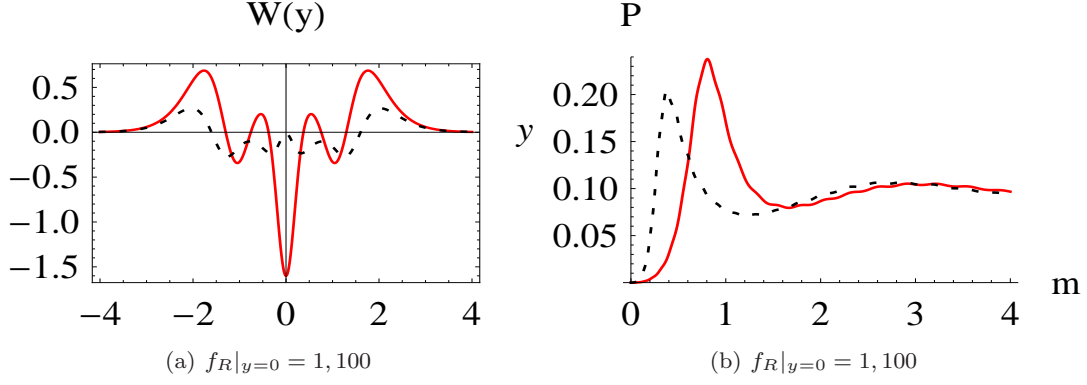 W(y)
0.5
0.0
−0.5
−1.0
−1.5
−4 −2 0 2 4
y
(a) f_R|_{y=0} = 1, 100
P
0.20
0.15
0.10
0.05
0 1 2 3 4
m
(b) f_R|_{y=0} = 1, 100